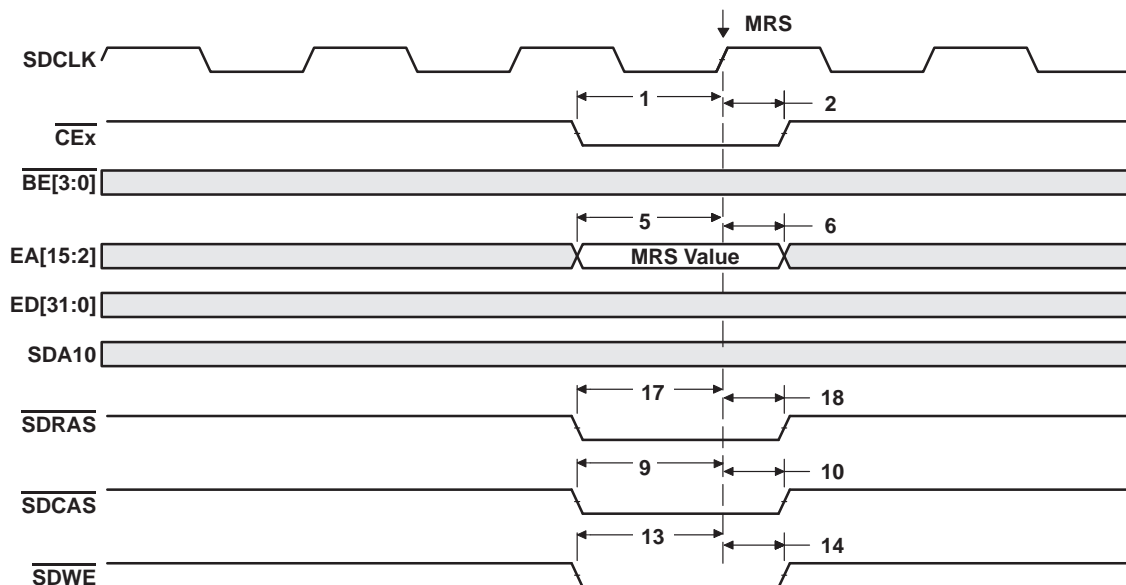 MRS
SDCLK
1
2
CEx
BE[3:0]
5
6
EA[15:2]
MRS Value
ED[31:0]
SDA10
17
18
SDRAS
9
10
SDCAS
13
14
SDWE